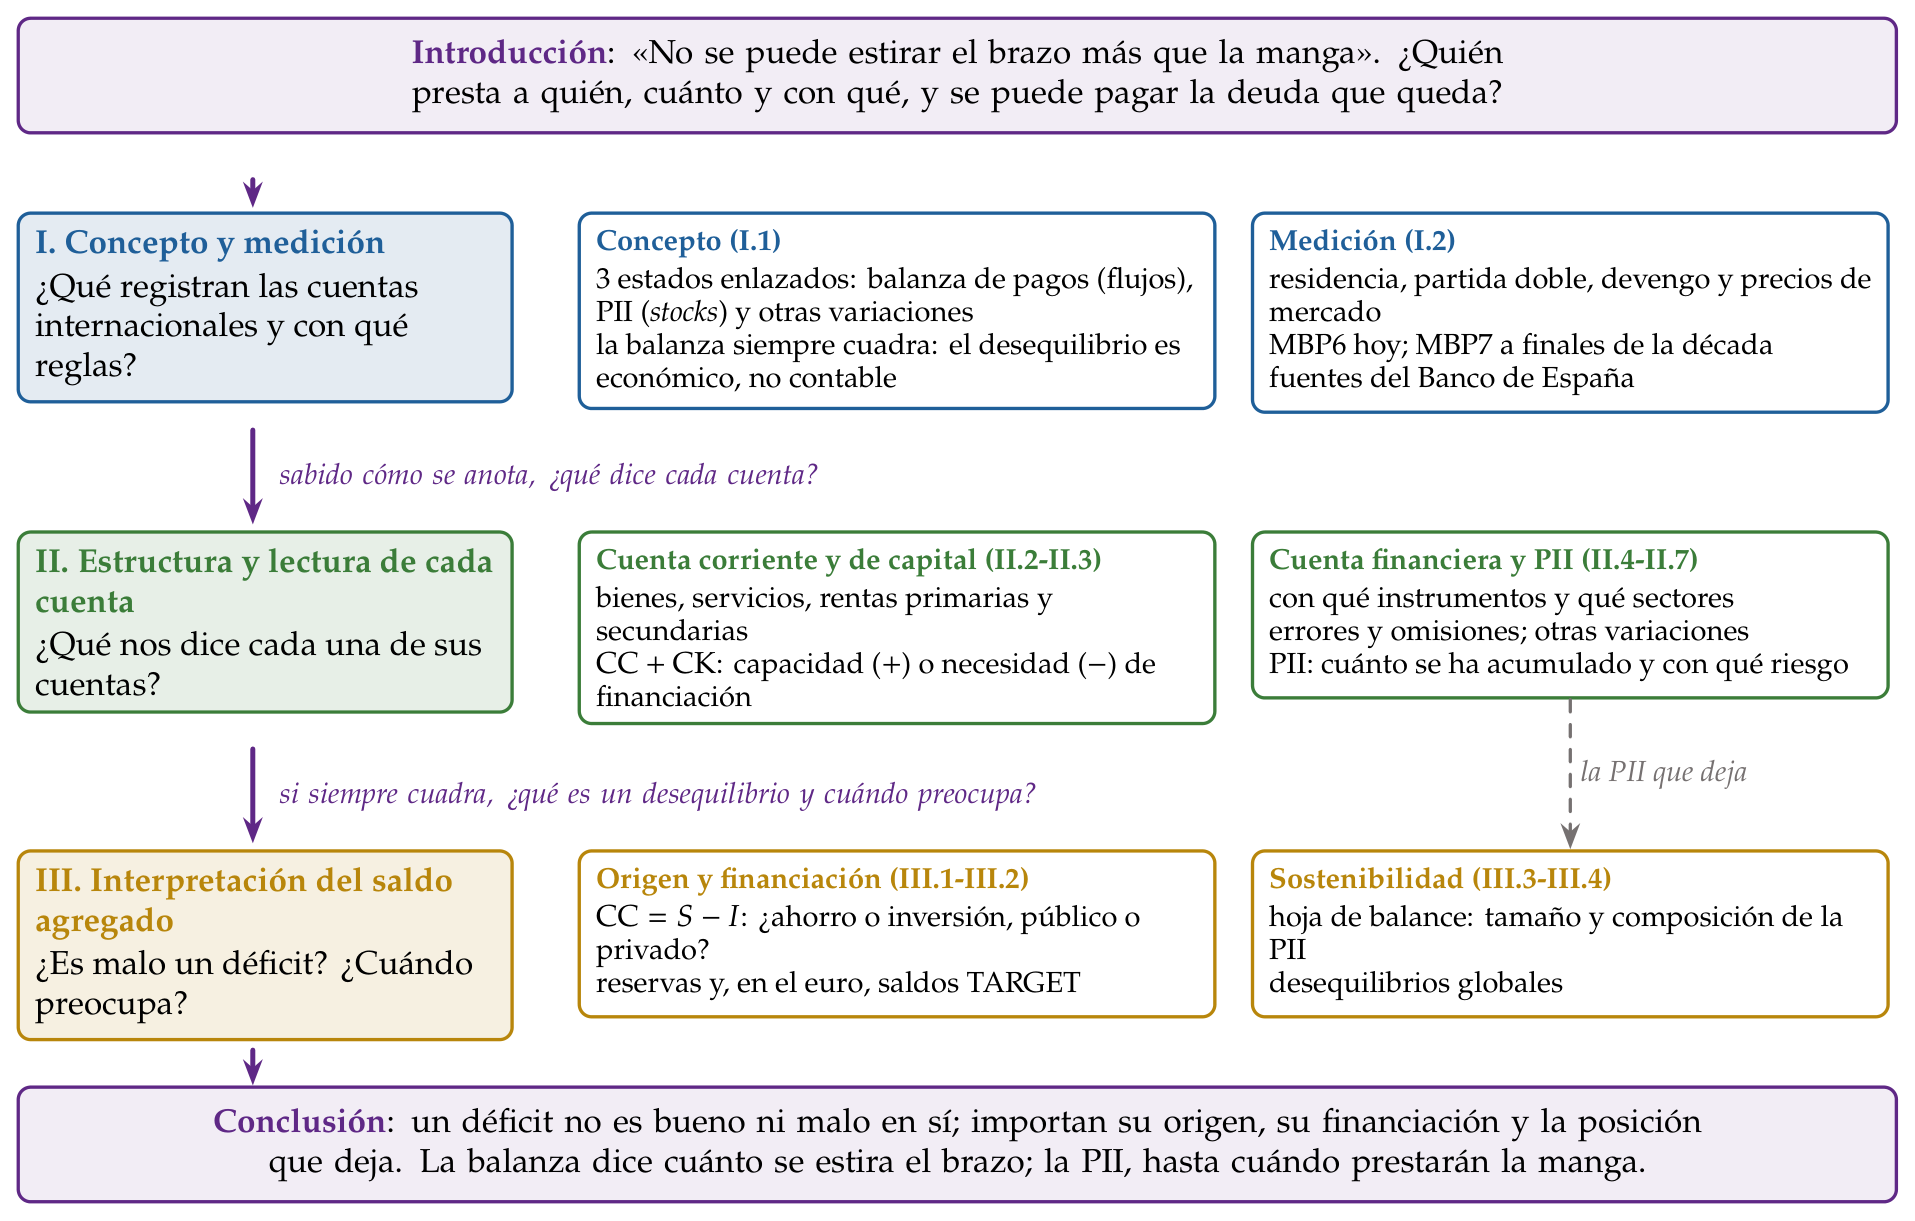 Introducción: «No se puede estirar el brazo más que la manga». ¿Quién
presta a quién, cuánto y con qué, y se puede pagar la deuda que queda?
I. Concepto y medición
¿Qué registran las cuentas
internacionales y con qué
reglas?
Concepto (I.1)
3 estados enlazados: balanza de pagos (flujos),
PII (stocks) y otras variaciones
la balanza siempre cuadra: el desequilibrio es
económico, no contable
Medición (I.2)
residencia, partida doble, devengo y precios de
mercado
MBP6 hoy; MBP7 a finales de la década
fuentes del Banco de España
sabido cómo se anota, ¿qué dice cada cuenta?
II. Estructura y lectura de cada
cuenta
¿Qué nos dice cada una de sus
cuentas?
Cuenta corriente y de capital (II.2-II.3)
bienes, servicios, rentas primarias y
secundarias
CC + CK: capacidad (+) o necesidad (−) de
financiación
Cuenta financiera y PII (II.4-II.7)
con qué instrumentos y qué sectores
errores y omisiones; otras variaciones
PII: cuánto se ha acumulado y con qué riesgo
si siempre cuadra, ¿qué es un desequilibrio y cuándo preocupa?
la PII que deja
III. Interpretación del saldo
agregado
¿Es malo un déficit? ¿Cuándo
preocupa?
Origen y financiación (III.1-III.2)
CC = S − I: ¿ahorro o inversión, público o
privado?
reservas y, en el euro, saldos TARGET
Sostenibilidad (III.3-III.4)
hoja de balance: tamaño y composición de la
PII
desequilibrios globales
Conclusión: un déficit no es bueno ni malo en sí; importan su origen, su financiación y la posición
que deja. La balanza dice cuánto se estira el brazo; la PII, hasta cuándo prestarán la manga.